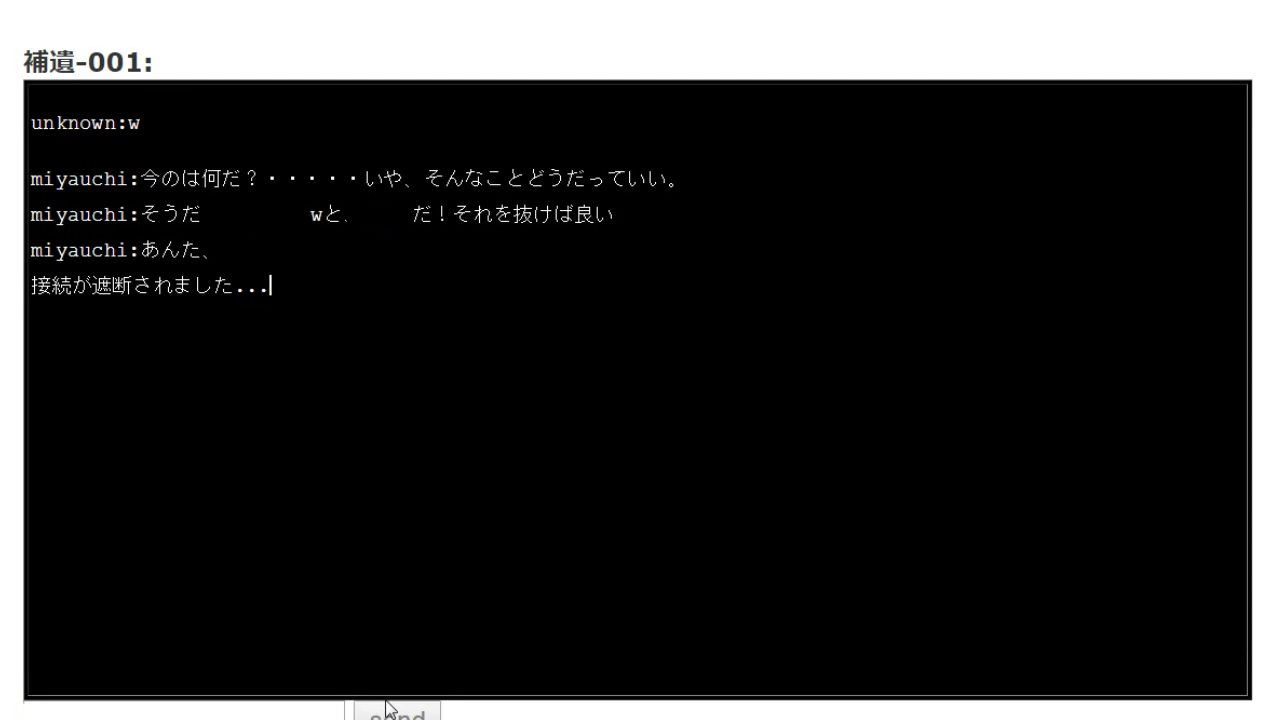 補遺-001:
unknown:w
miyauchi:今のは何だ？・・・・・いや、そんなことどうだっていい。
miyauchi:そうだ wと、 だ！それを抜けば良い
miyauchi:あんた、
接続が遮断されました...
send